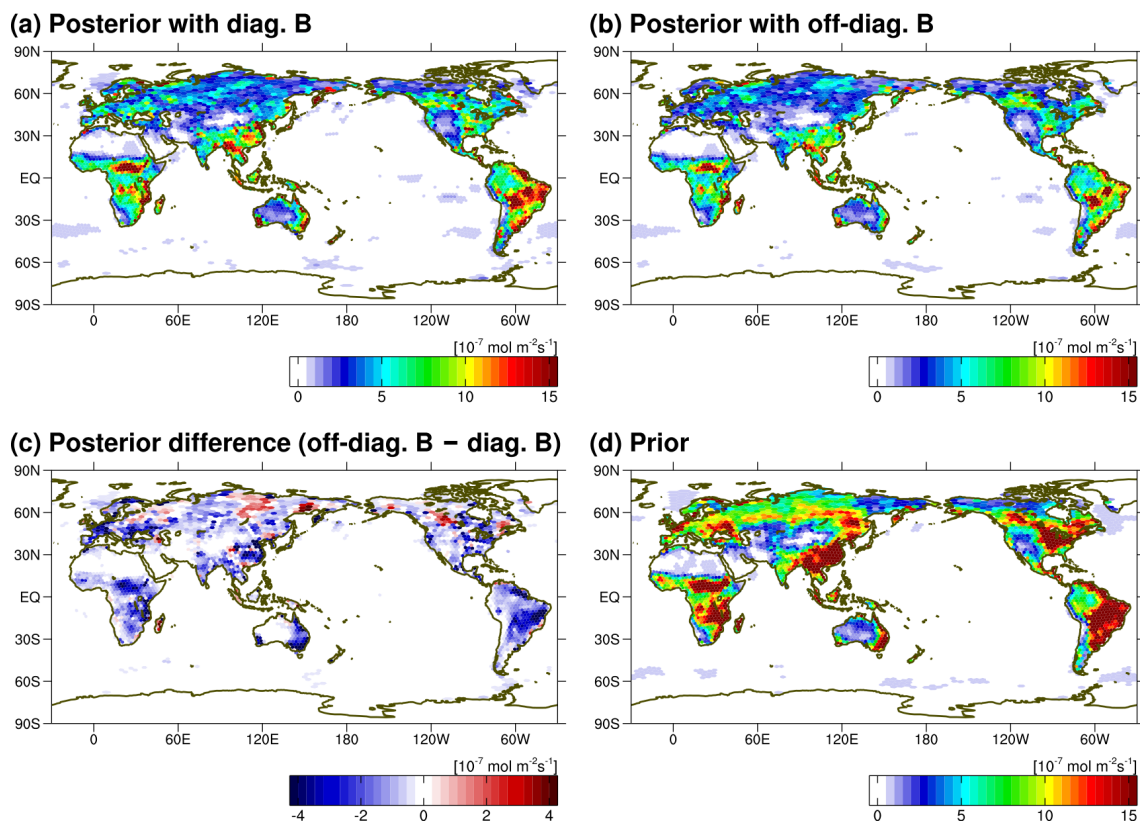 (a) Posterior with diag. B
90N
60N
30N
EQ
30S
60S
90S
0 60E 120E 180 120W 60W
[10⁻⁷ mol m⁻²s⁻¹]
0 5 10 15
(b) Posterior with off-diag. B
90N
60N
30N
EQ
30S
60S
90S
0 60E 120E 180 120W 60W
[10⁻⁷ mol m⁻²s⁻¹]
0 5 10 15
(c) Posterior difference (off-diag. B − diag. B)
90N
60N
30N
EQ
30S
60S
90S
0 60E 120E 180 120W 60W
[10⁻⁷ mol m⁻²s⁻¹]
−4 −2 0 2 4
(d) Prior
90N
60N
30N
EQ
30S
60S
90S
0 60E 120E 180 120W 60W
[10⁻⁷ mol m⁻²s⁻¹]
0 5 10 15